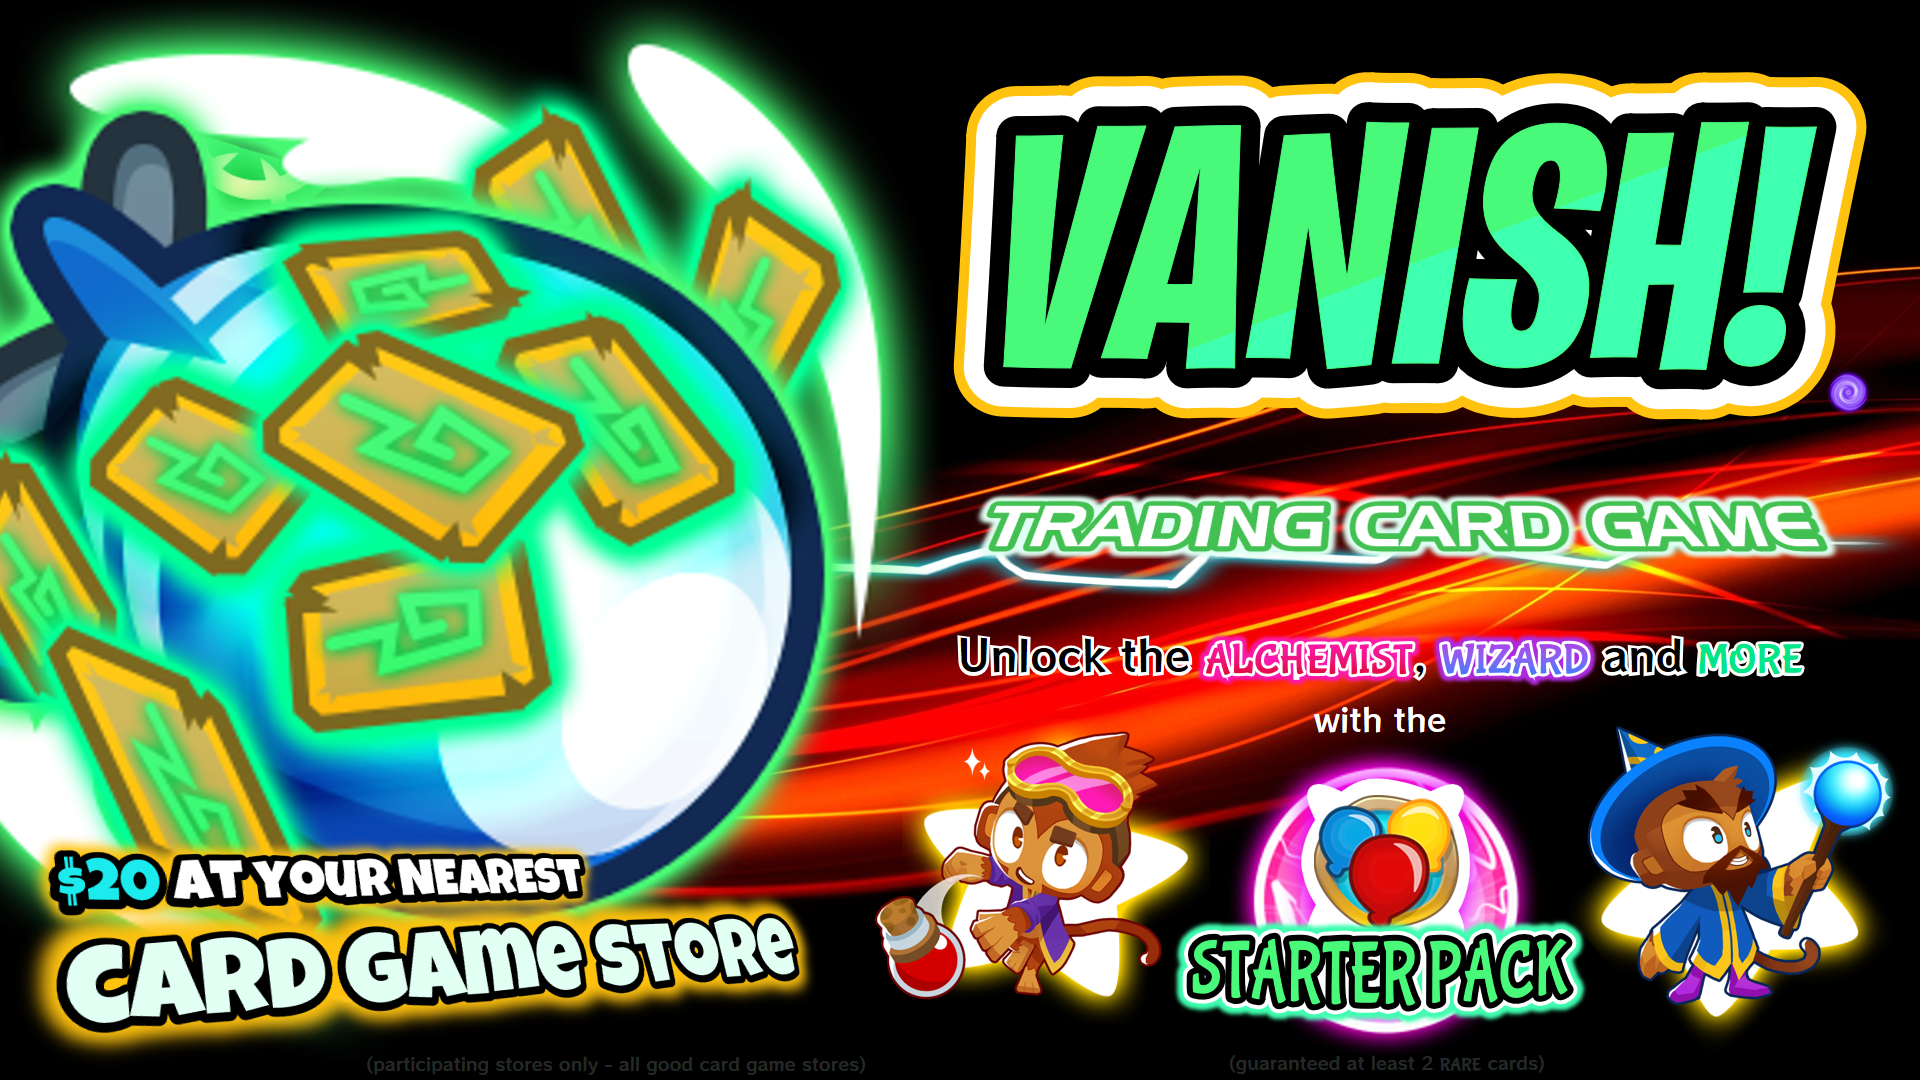 VANISH!
TRADING CARD GAME
Unlock the ALCHEMIST, WIZARD and MORE
with the
STARTER PACK
$20 AT YOUR NEAREST
CARD GAME STORE
(participating stores only - all good card game stores)
(guaranteed at least 2 RARE cards)